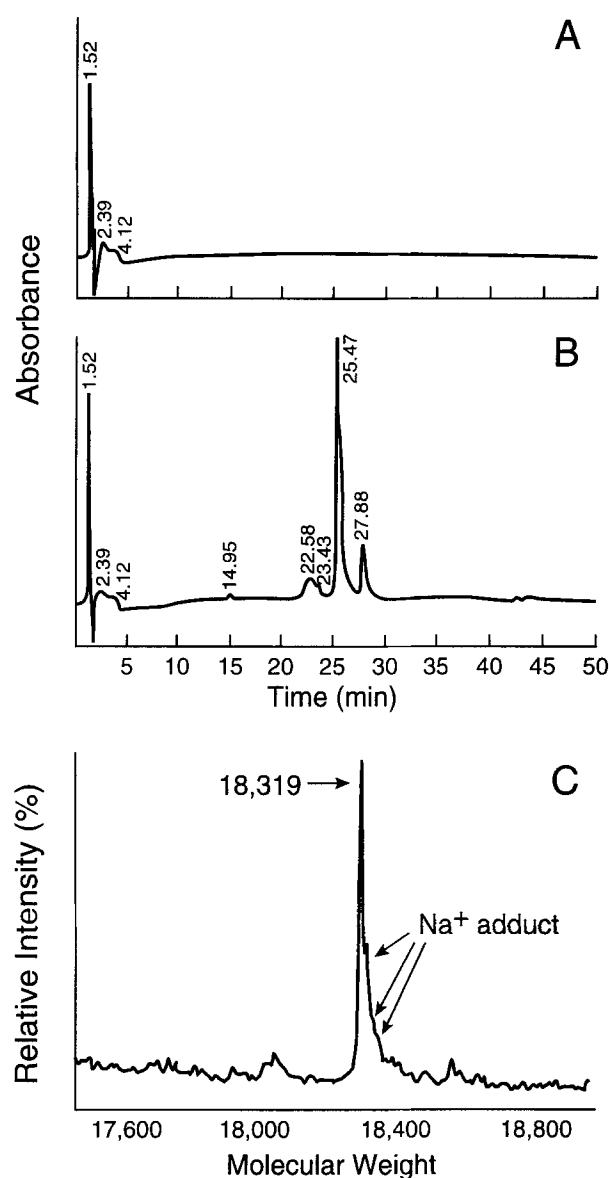 A
1.52
2.39
4.12
Absorbance
B
1.52
2.39
4.12
14.95
22.58
23.43
25.47
27.88
5 10 15 20 25 30 35 40 45 50
Time (min)
C
18,319
Na+ adduct
Relative Intensity (%)
17,600 18,000 18,400 18,800
Molecular Weight